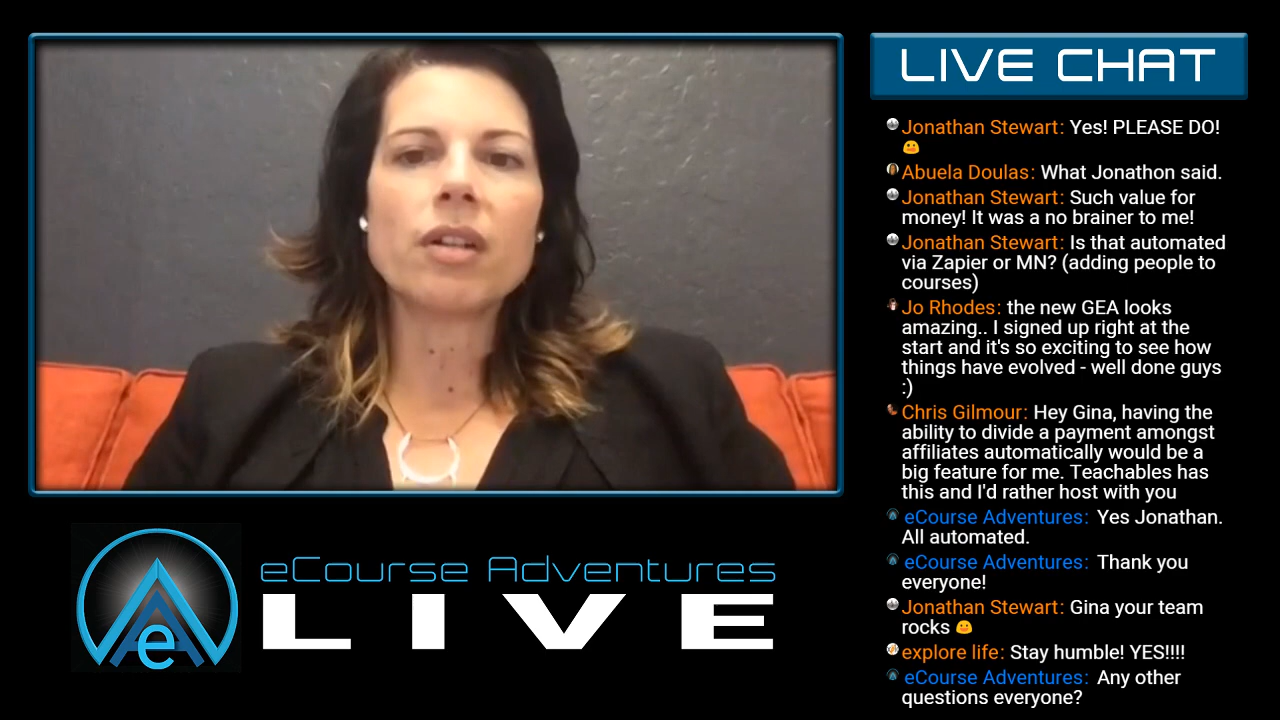 LIVE CHAT
Jonathan Stewart: Yes! PLEASE DO!
Abuela Doulas: What Jonathon said.
Jonathan Stewart: Such value for
money! It was a no brainer to me!
Jonathan Stewart: Is that automated
via Zapier or MN? (adding people to
courses)
Jo Rhodes: the new GEA looks
amazing.. I signed up right at the
start and it's so exciting to see how
things have evolved - well done guys
:)
Chris Gilmour: Hey Gina, having the
ability to divide a payment amongst
affiliates automatically would be a
big feature for me. Teachables has
this and I'd rather host with you
eCourse Adventures: Yes Jonathan.
All automated.
eCourse Adventures: Thank you
everyone!
Jonathan Stewart: Gina your team
rocks
explore life: Stay humble! YES!!!!
eCourse Adventures: Any other
questions everyone?
eCourse Adventures
LIVE
e